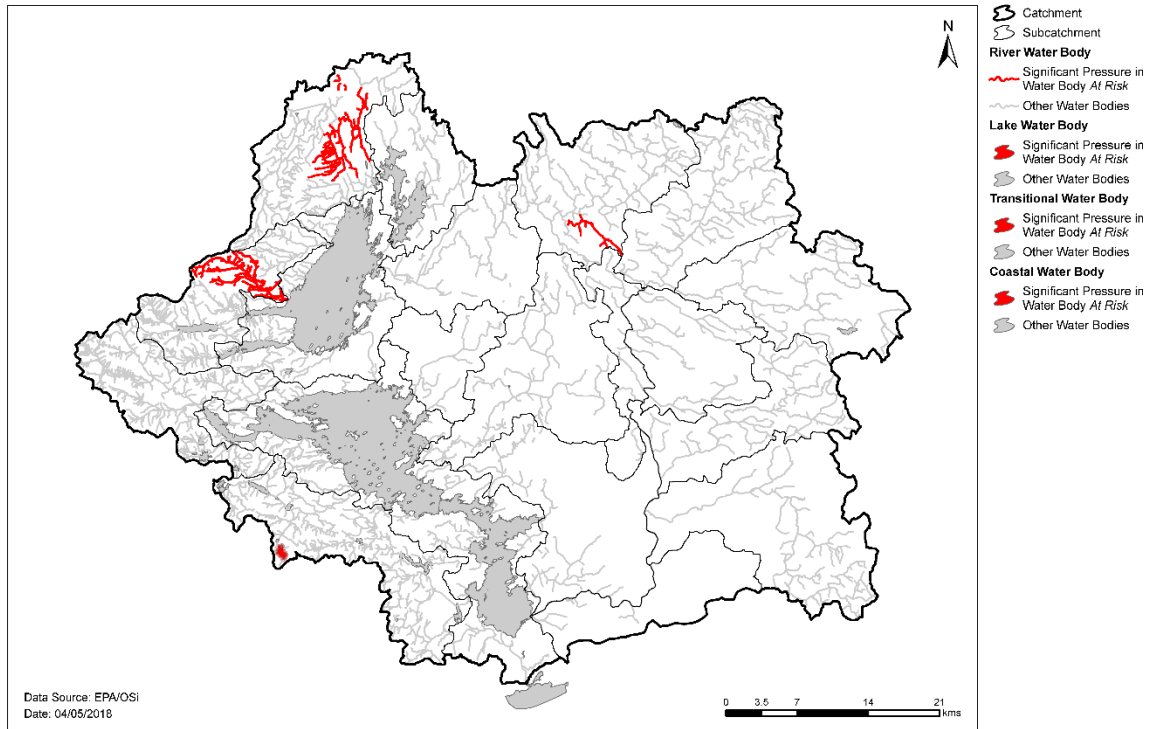 N
Data Source: EPA/OSi
Date: 04/05/2018
0 3.5 7 14 21
kms
Catchment
Subcatchment
River Water Body
Significant Pressure in
Water Body At Risk
Other Water Bodies
Lake Water Body
Significant Pressure in
Water Body At Risk
Other Water Bodies
Transitional Water Body
Significant Pressure in
Water Body At Risk
Other Water Bodies
Coastal Water Body
Significant Pressure in
Water Body At Risk
Other Water Bodies